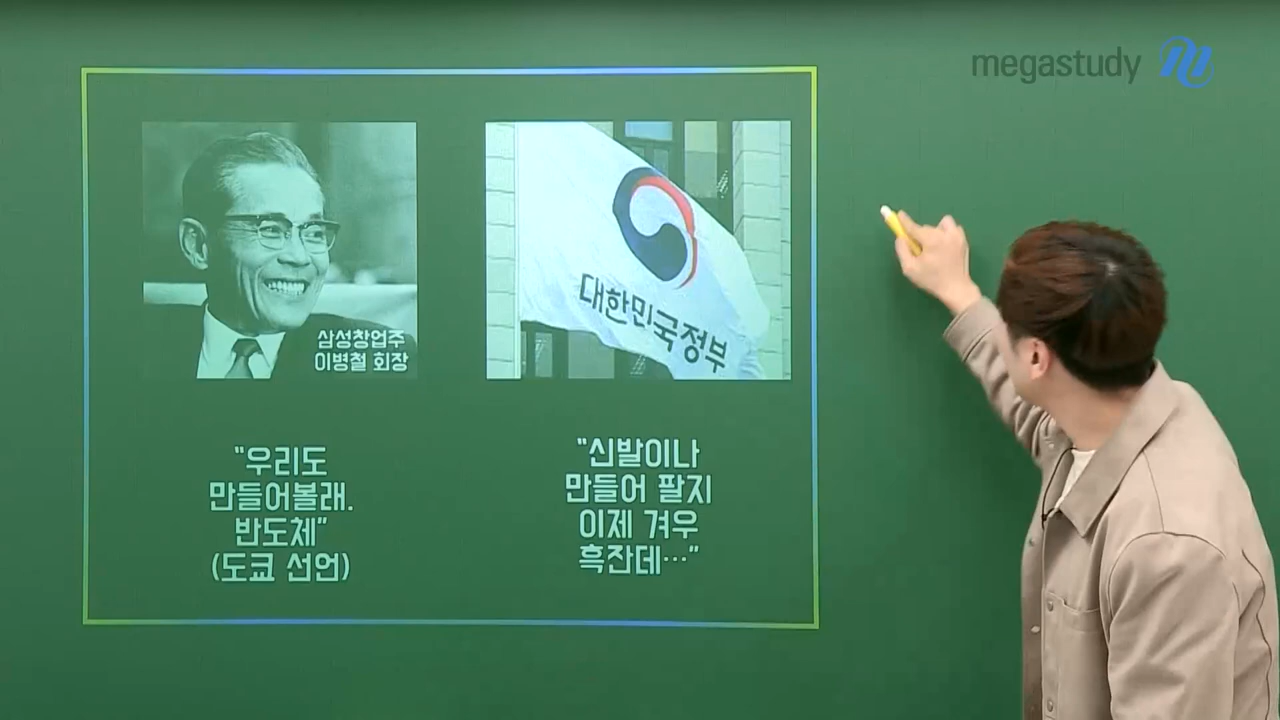 megastudy
삼성창업주
이병철 회장
대한민국정부
"우리도
만들어볼래.
반도체"
(도쿄 선언)
"신발이나
만들어 팔지
이제 겨우
흑잔데…"